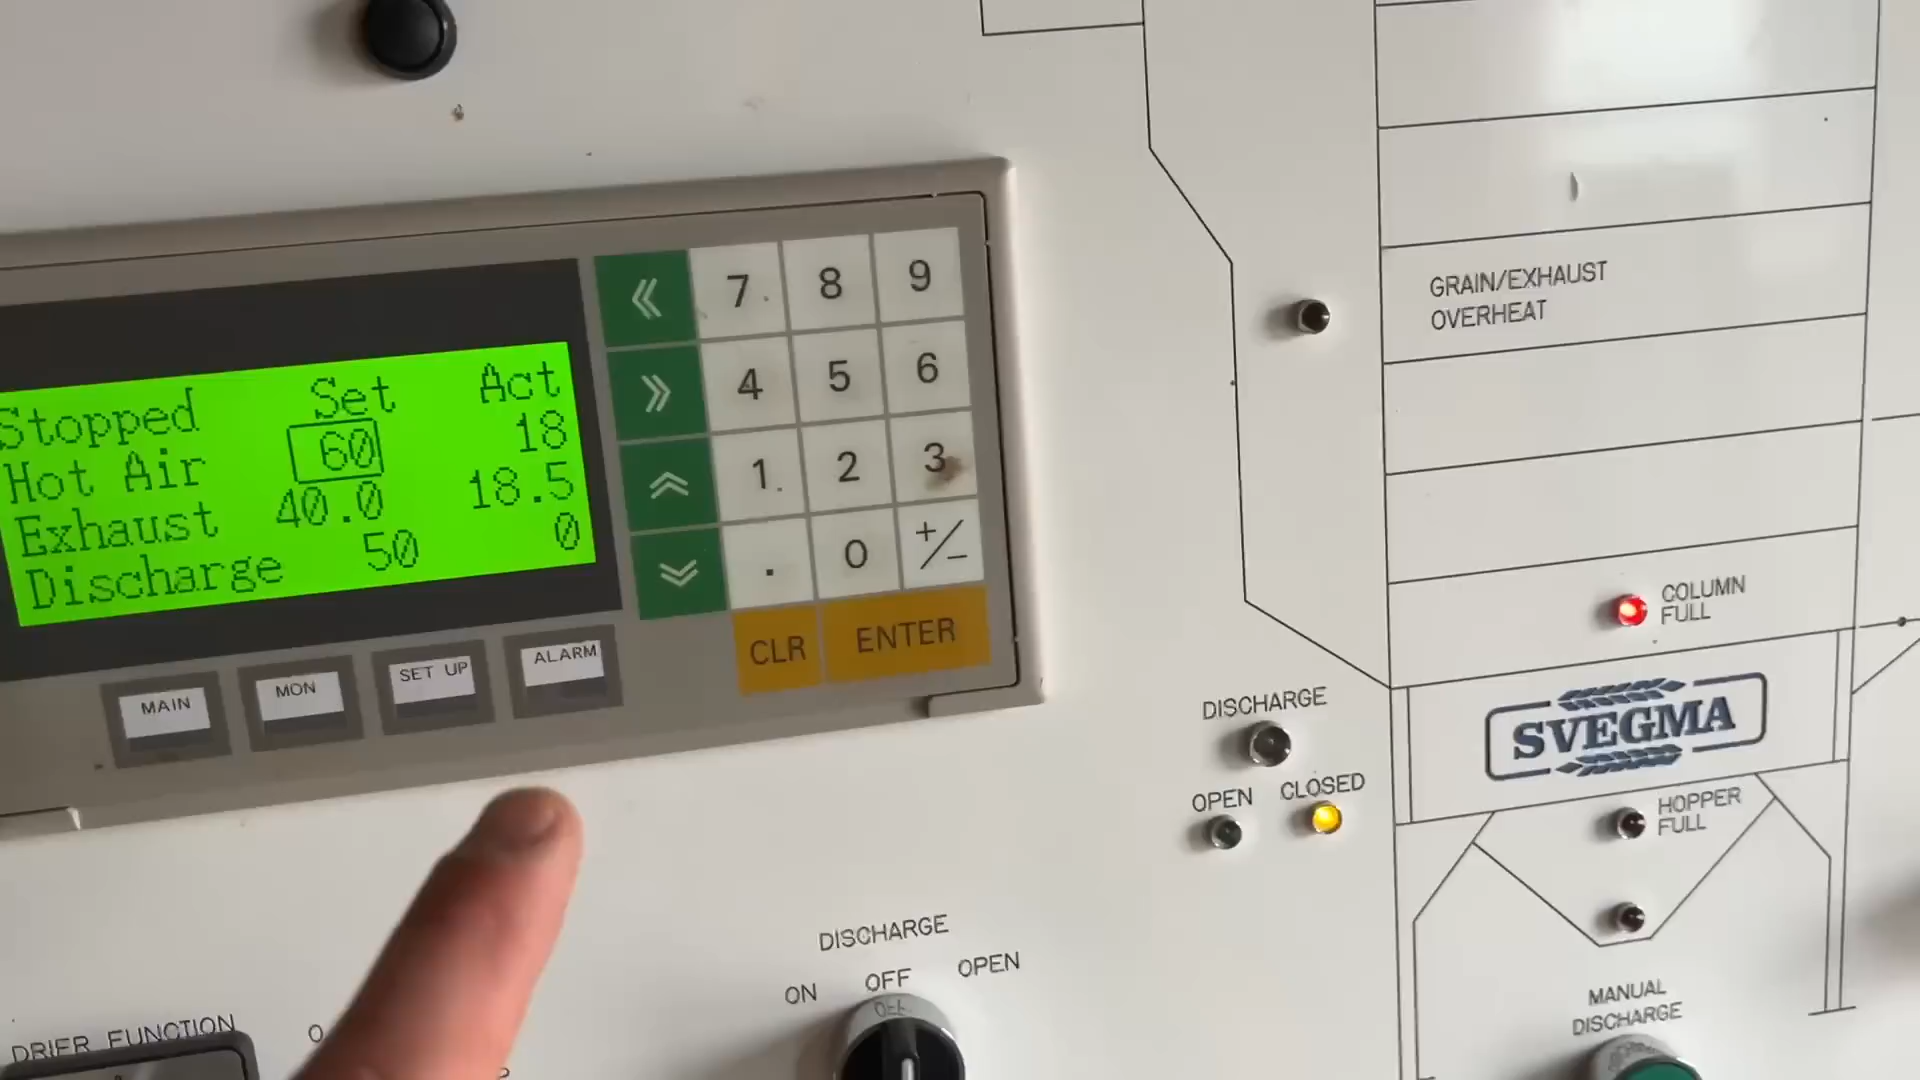 Stopped Set Act
Hot Air 60 18
Exhaust 40.0 18.5
Discharge 50 0
7 8 9
4 5 6
1 2 3
. 0 +/-
CLR ENTER
MAIN MON SET UP ALARM
GRAIN/EXHAUST
OVERHEAT
COLUMN
FULL
SVEGMA
DISCHARGE
OPEN CLOSED
HOPPER
FULL
DISCHARGE
ON OFF OPEN
OFF
MANUAL
DISCHARGE
DRIER FUNCTION